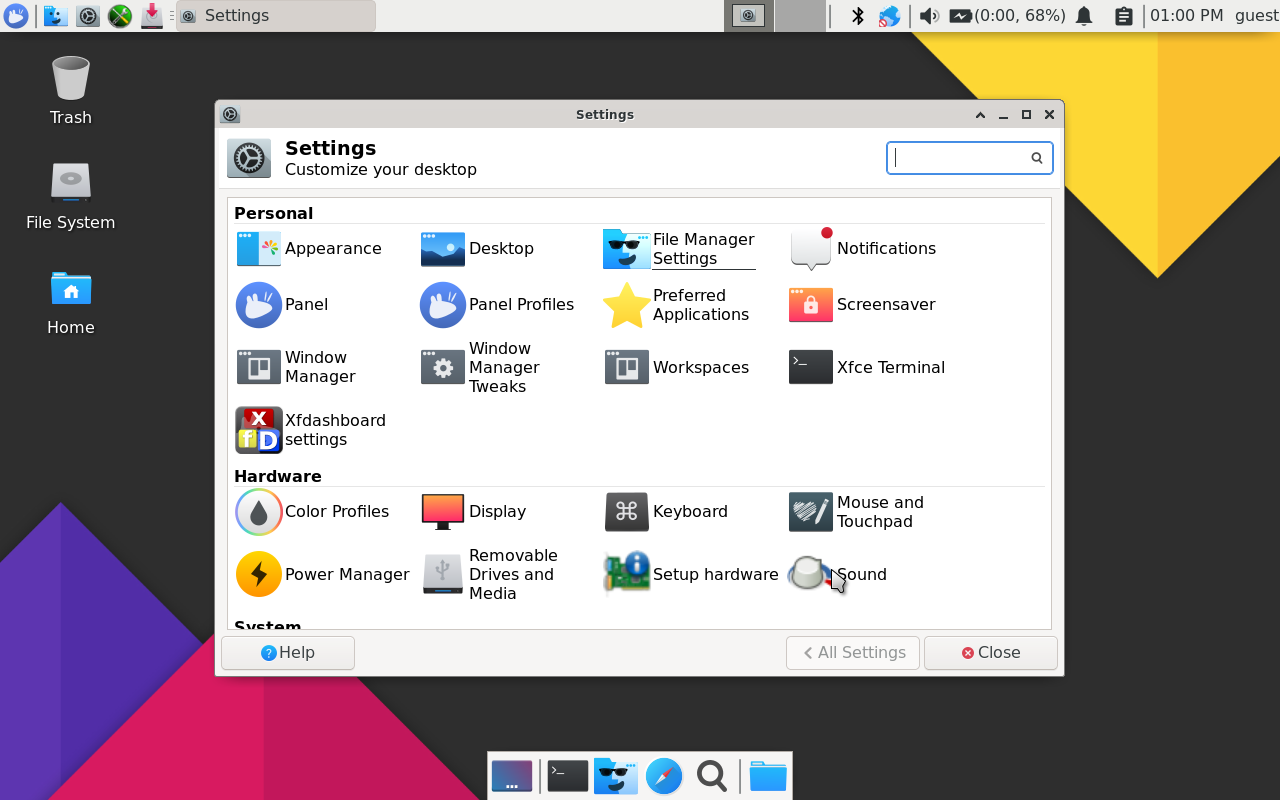 Settings
(0:00, 68%)
01:00 PM
guest
Trash
File System
Home
Settings
Settings
Customize your desktop
Personal
Appearance
Desktop
File Manager
Settings
Notifications
Panel
Panel Profiles
Preferred
Applications
Screensaver
Window
Manager
Window
Manager
Tweaks
Workspaces
Xfce Terminal
Xfdashboard
settings
Hardware
Color Profiles
Display
Keyboard
Mouse and
Touchpad
Power Manager
Removable
Drives and
Media
Setup hardware
Sound
System
Help
All Settings
Close